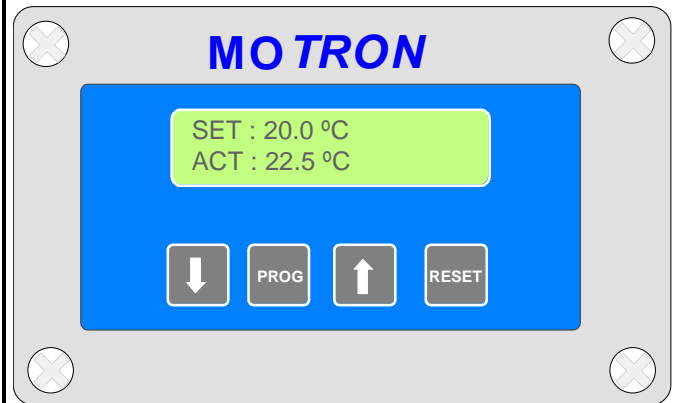 MOTRON
SET : 20.0 ºC
ACT : 22.5 ºC
PROG
RESET